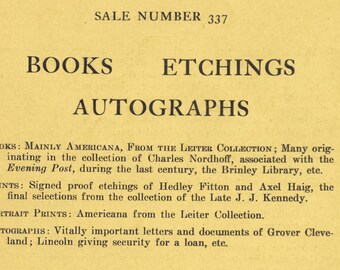 SALE NUMBER 337
BOOKS ETCHINGS
AUTOGRAPHS
OKS: MAINLY AMERICANA, FROM THE LEITER COLLECTION; Many orig-
inating in the collection of Charles Nordhoff, associated with the
Evening Post, during the last century, the Brinley Library, etc.
INTS: Signed proof etchings of Hedley Fitton and Axel Haig, the
final selections from the collection of the Late J. J. Kennedy.
RTRAIT PRINTS: Americana from the Leiter Collection.
TOGRAPHS: Vitally important letters and documents of Grover Cleve-
land; Lincoln giving security for a loan, etc.